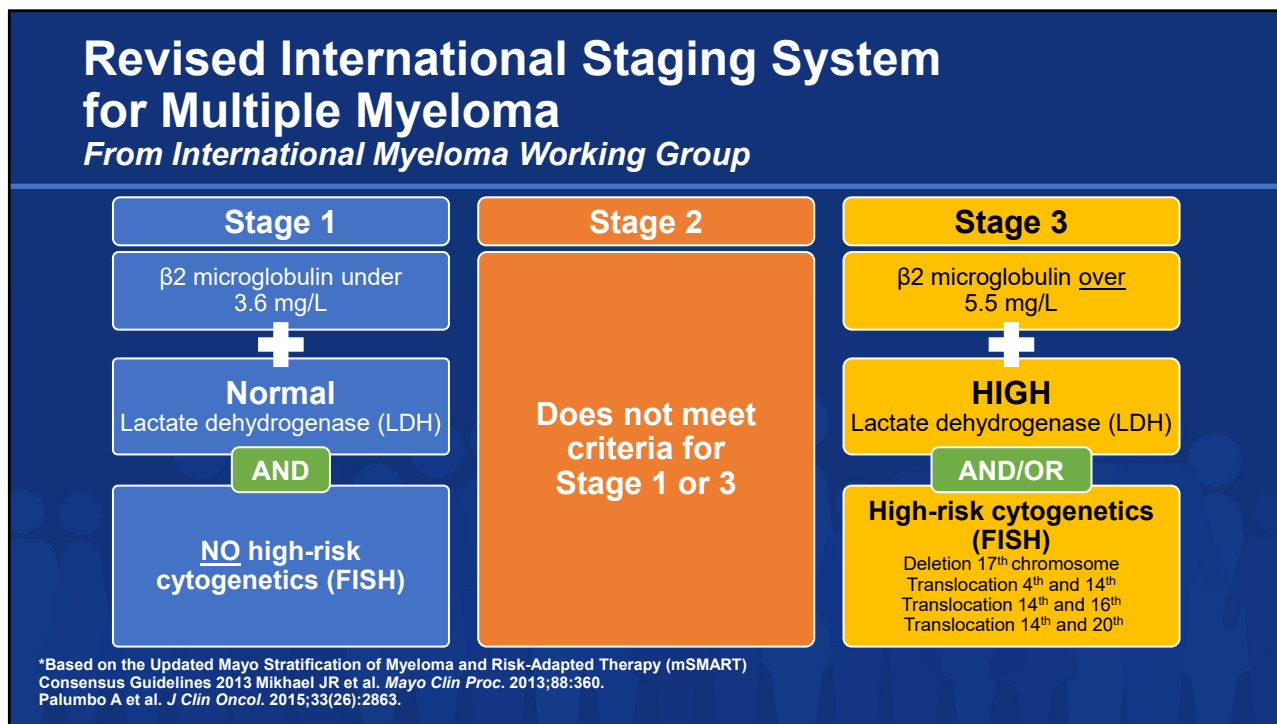 Revised International Staging System
for Multiple Myeloma
From International Myeloma Working Group
Stage 1
β2 microglobulin under
3.6 mg/L
Normal
Lactate dehydrogenase (LDH)
AND
NO high-risk
cytogenetics (FISH)
Stage 2
Does not meet
criteria for
Stage 1 or 3
Stage 3
β2 microglobulin over
5.5 mg/L
HIGH
Lactate dehydrogenase (LDH)
AND/OR
High-risk cytogenetics
(FISH)
Deletion 17th chromosome
Translocation 4th and 14th
Translocation 14th and 16th
Translocation 14th and 20th
*Based on the Updated Mayo Stratification of Myeloma and Risk-Adapted Therapy (mSMART)
Consensus Guidelines 2013 Mikhael JR et al. Mayo Clin Proc. 2013;88:360.
Palumbo A et al. J Clin Oncol. 2015;33(26):2863.